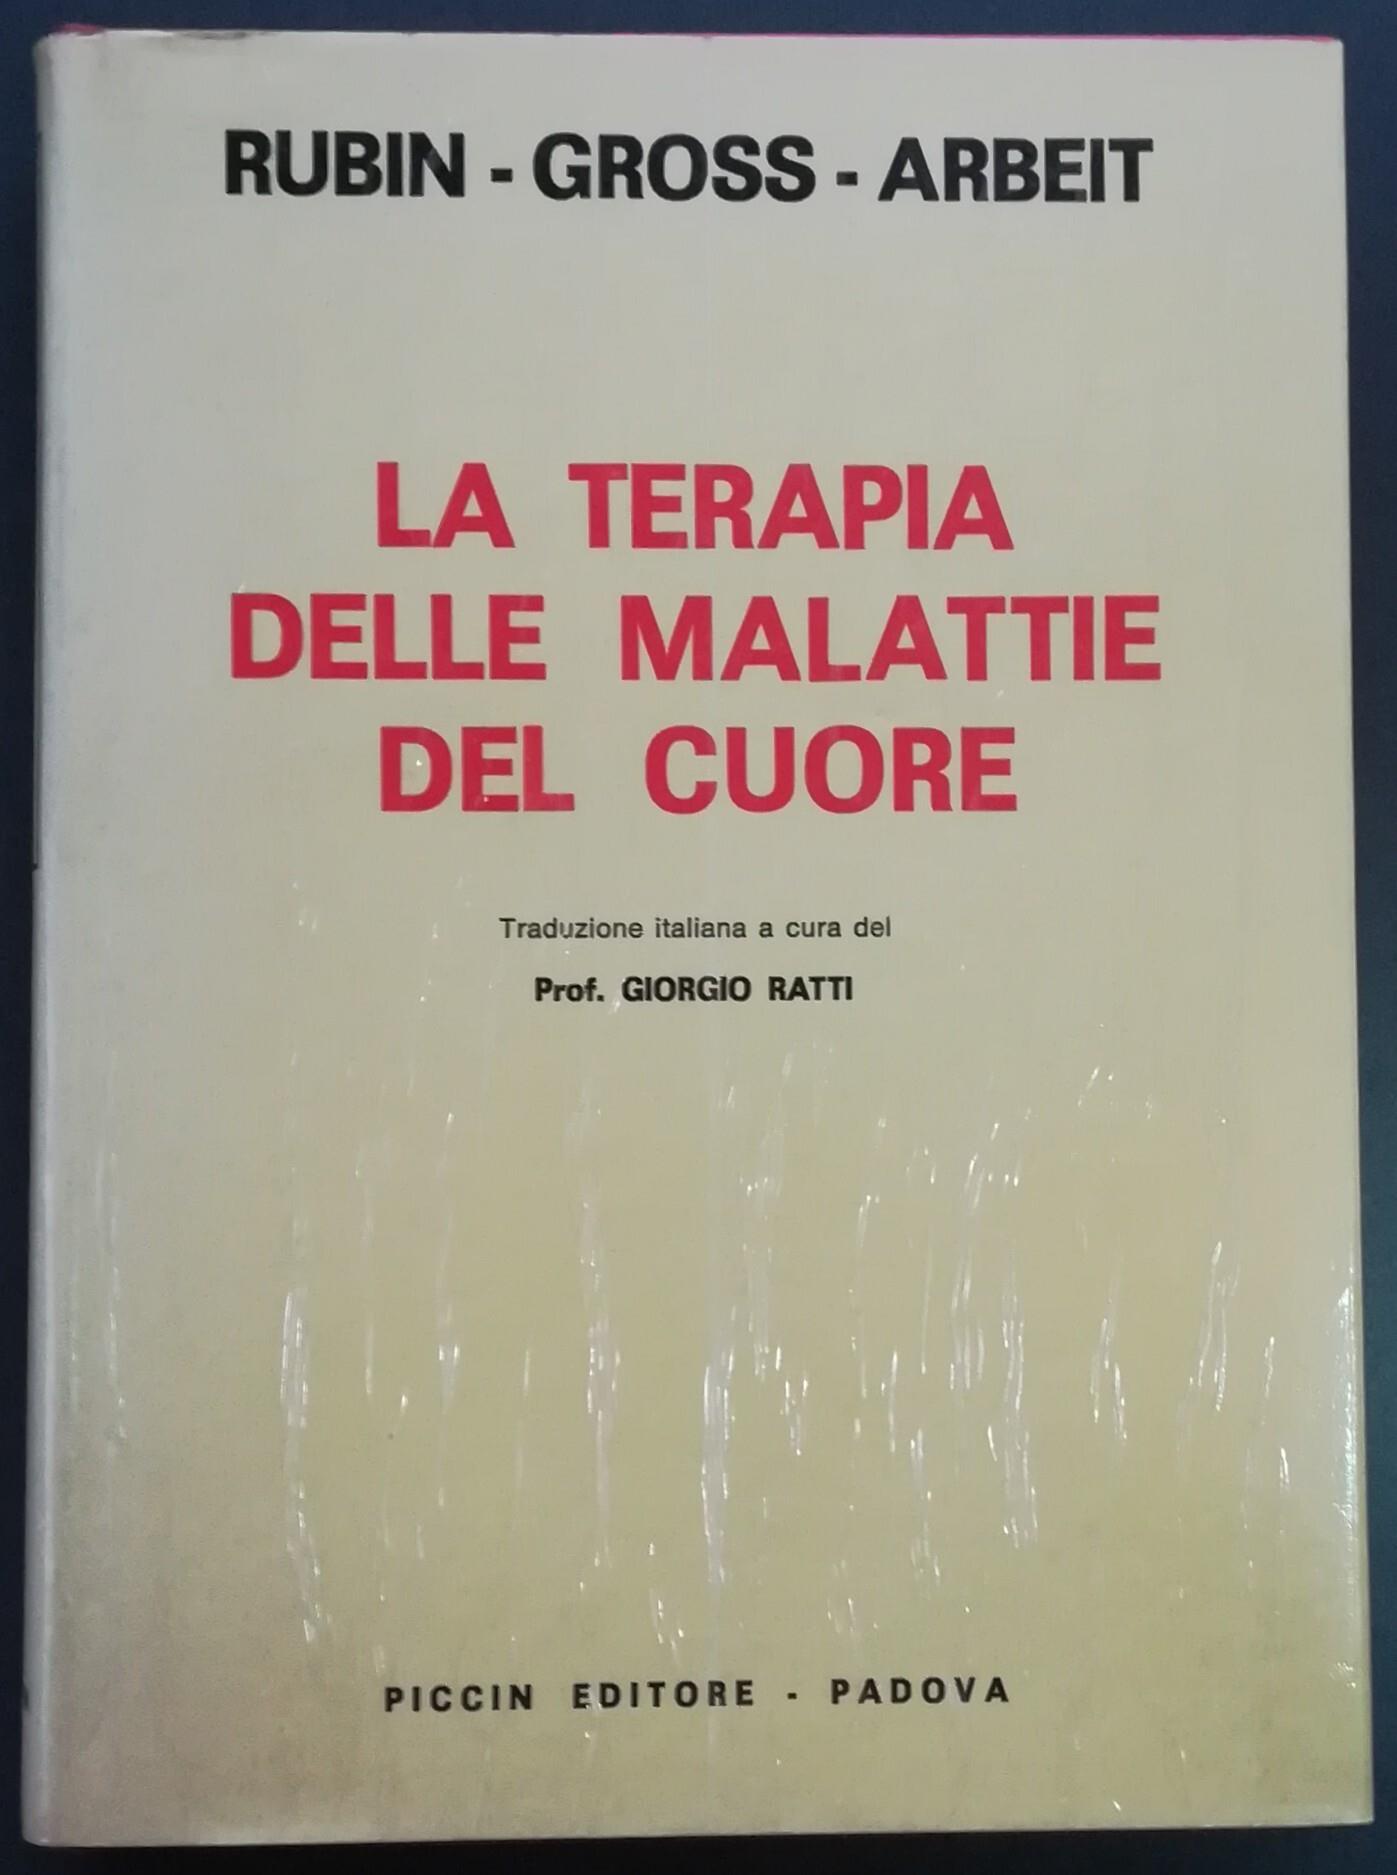 RUBIN - GROSS - ARBEIT
LA TERAPIA
DELLE MALATTIE
DEL CUORE
Traduzione italiana a cura del
Prof. GIORGIO RATTI
PICCIN EDITORE - PADOVA